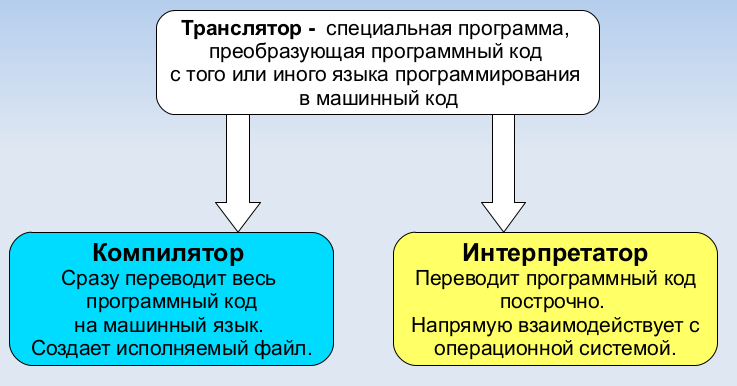 Транслятор - специальная программа,
преобразующая программный код
с того или иного языка программирования
в машинный код
Компилятор
Сразу переводит весь
программный код
на машинный язык.
Создает исполняемый файл.
Интерпретатор
Переводит программный код
построчно.
Напрямую взаимодействует с
операционной системой.